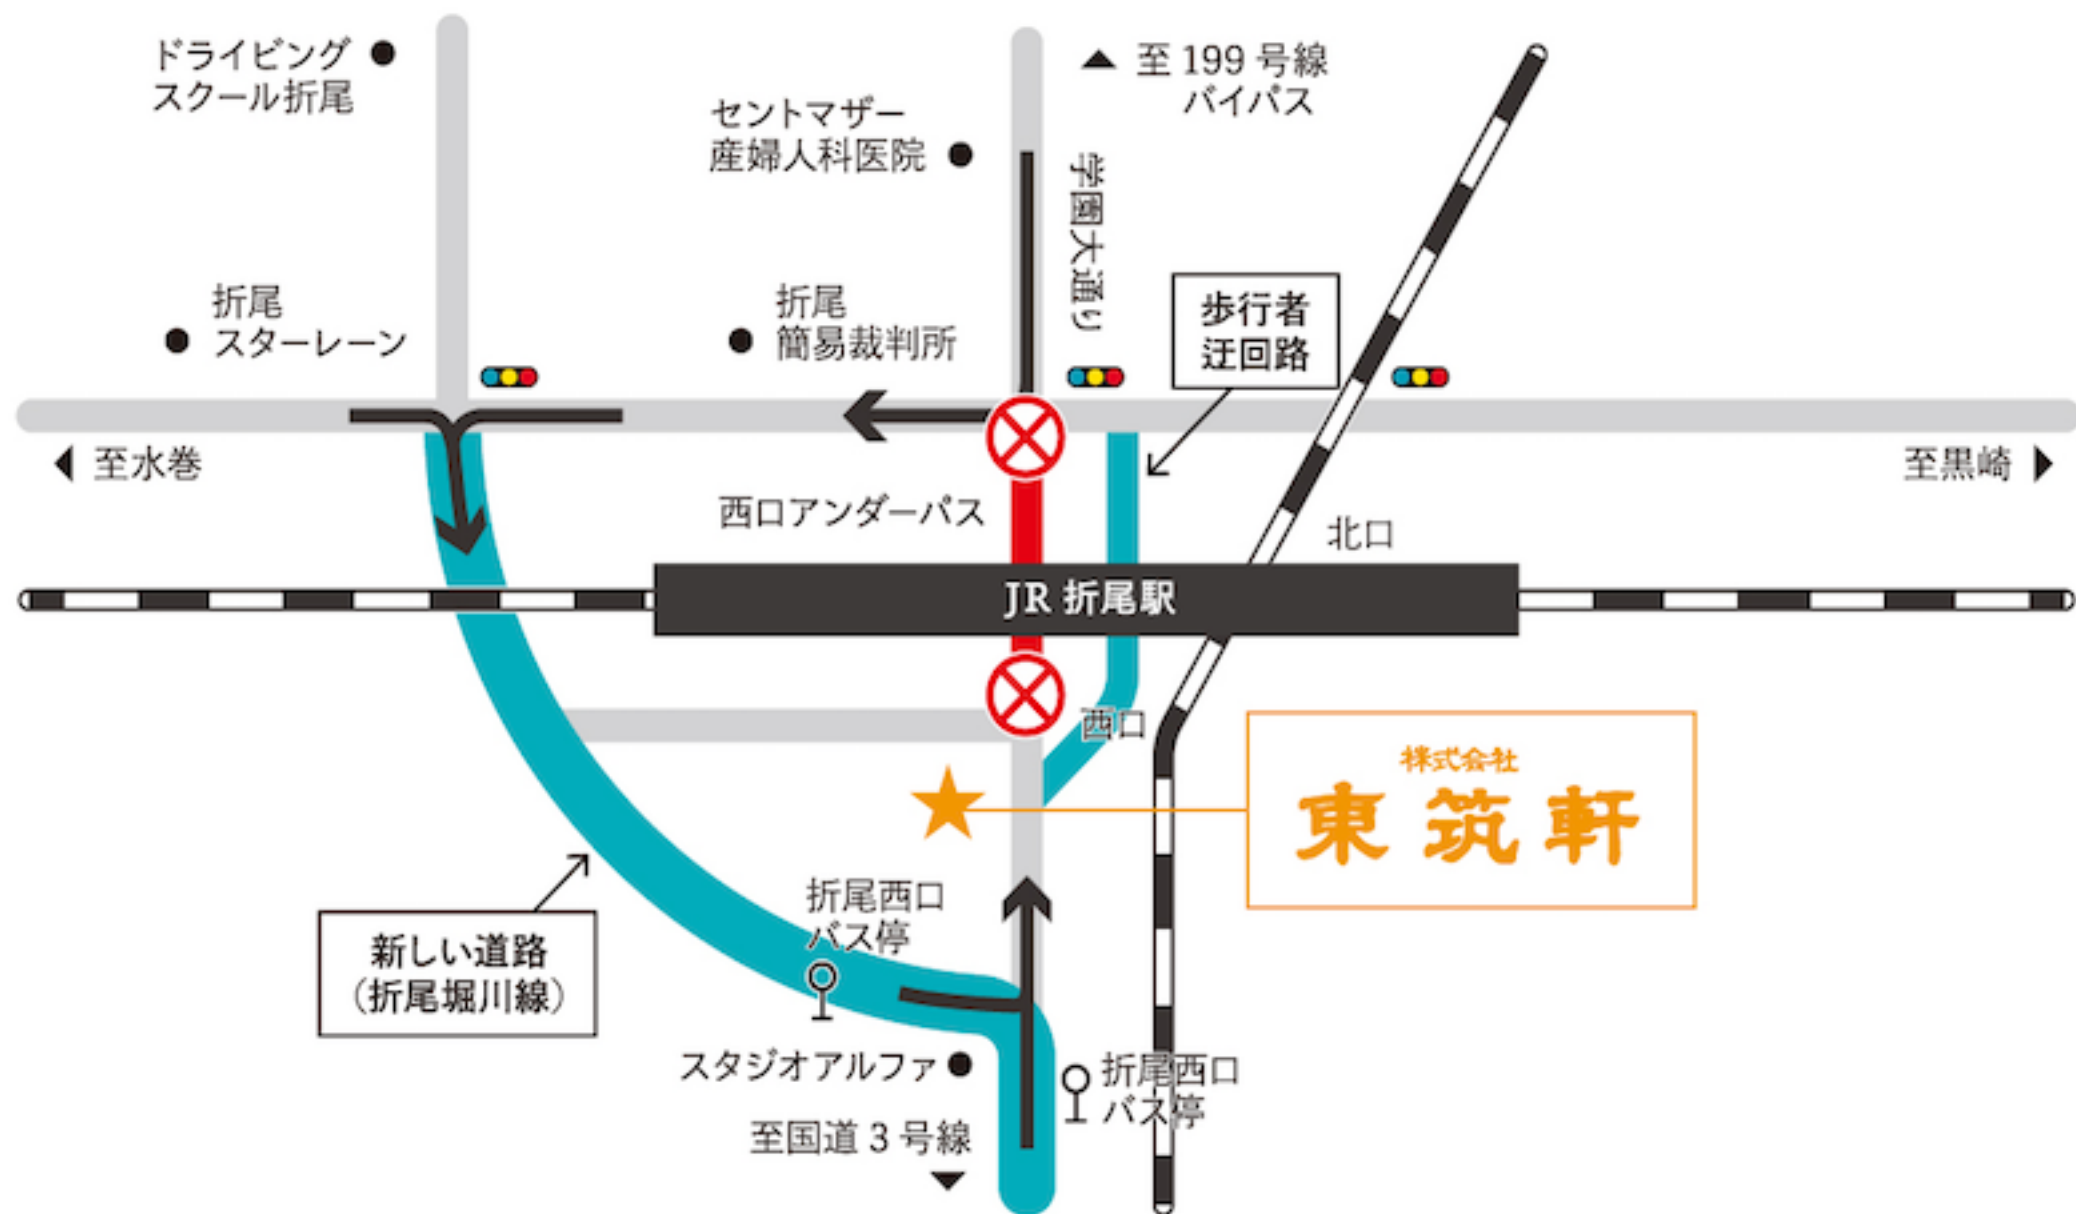 ドライビング
スクール折尾
セントマザー
産婦人科医院
至 199 号線
バイパス
学園大通り
折尾
スターレーン
折尾
簡易裁判所
歩行者
迂回路
至水巻
至黒崎
西口アンダーパス
北口
JR 折尾駅
西口
株式会社
東筑軒
折尾西口
バス停
新しい道路
（折尾堀川線）
スタジオアルファ
折尾西口
バス停
至国道 3 号線